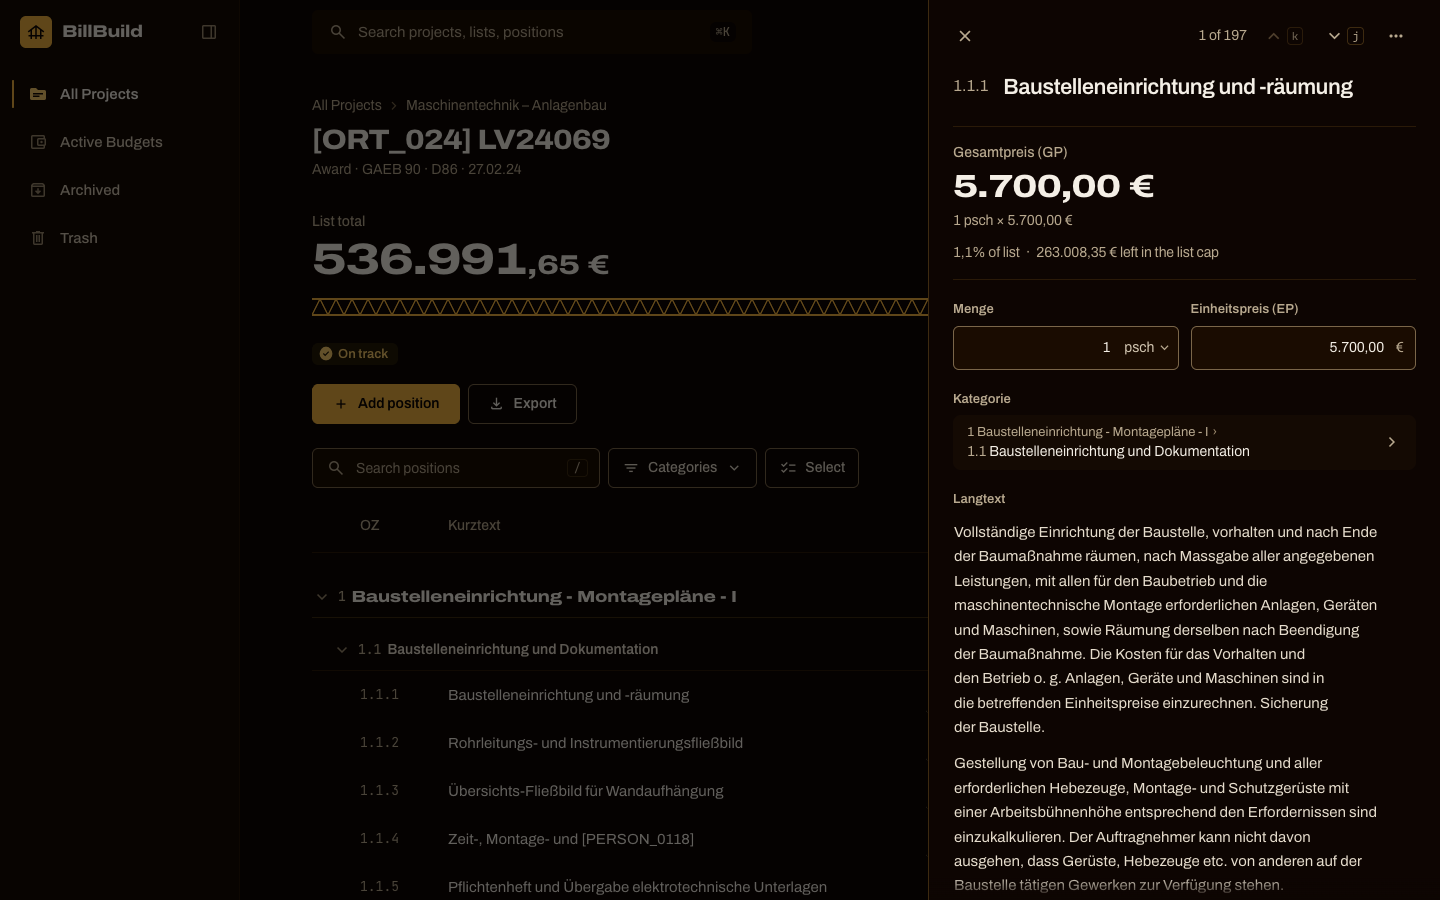 BillBuild
All Projects
Active Budgets
Archived
Trash
Search projects, lists, positions ⌘K
All Projects › Maschinentechnik – Anlagenbau
[ORT_024] LV24069
Award · GAEB 90 · D86 · 27.02.24
List total
536.991,65 €
On track
Add position
Export
Search positions /
Categories
Select
OZ Kurztext
1 Baustelleneinrichtung - Montagepläne - I
1.1 Baustelleneinrichtung und Dokumentation
1.1.1 Baustelleneinrichtung und -räumung
1.1.2 Rohrleitungs- und Instrumentierungsfließbild
1.1.3 Übersichts-Fließbild für Wandaufhängung
1.1.4 Zeit-, Montage- und [PERSON_0118]
1.1.5 Pflichtenheft und Übergabe elektrotechnische Unterlagen
1 of 197 k j
1.1.1 Baustelleneinrichtung und -räumung
Gesamtpreis (GP)
5.700,00 €
1 psch × 5.700,00 €
1,1% of list · 263.008,35 € left in the list cap
Menge
1 psch
Einheitspreis (EP)
5.700,00 €
Kategorie
1 Baustelleneinrichtung - Montagepläne - I ›
1.1 Baustelleneinrichtung und Dokumentation
Langtext
Vollständige Einrichtung der Baustelle, vorhalten und nach Ende
der Baumaßnahme räumen, nach Massgabe aller angegebenen
Leistungen, mit allen für den Baubetrieb und die
maschinentechnische Montage erforderlichen Anlagen, Geräten
und Maschinen, sowie Räumung derselben nach Beendigung
der Baumaßnahme. Die Kosten für das Vorhalten und
den Betrieb o. g. Anlagen, Geräte und Maschinen sind in
die betreffenden Einheitspreise einzurechnen. Sicherung
der Baustelle.
Gestellung von Bau- und Montagebeleuchtung und aller
erforderlichen Hebezeuge, Montage- und Schutzgerüste mit
einer Arbeitsbühnenhöhe entsprechend den Erfordernissen sind
einzukalkulieren. Der Auftragnehmer kann nicht davon
ausgehen, dass Gerüste, Hebezeuge etc. von anderen auf der
Baustelle tätigen Gewerken zur Verfügung stehen.